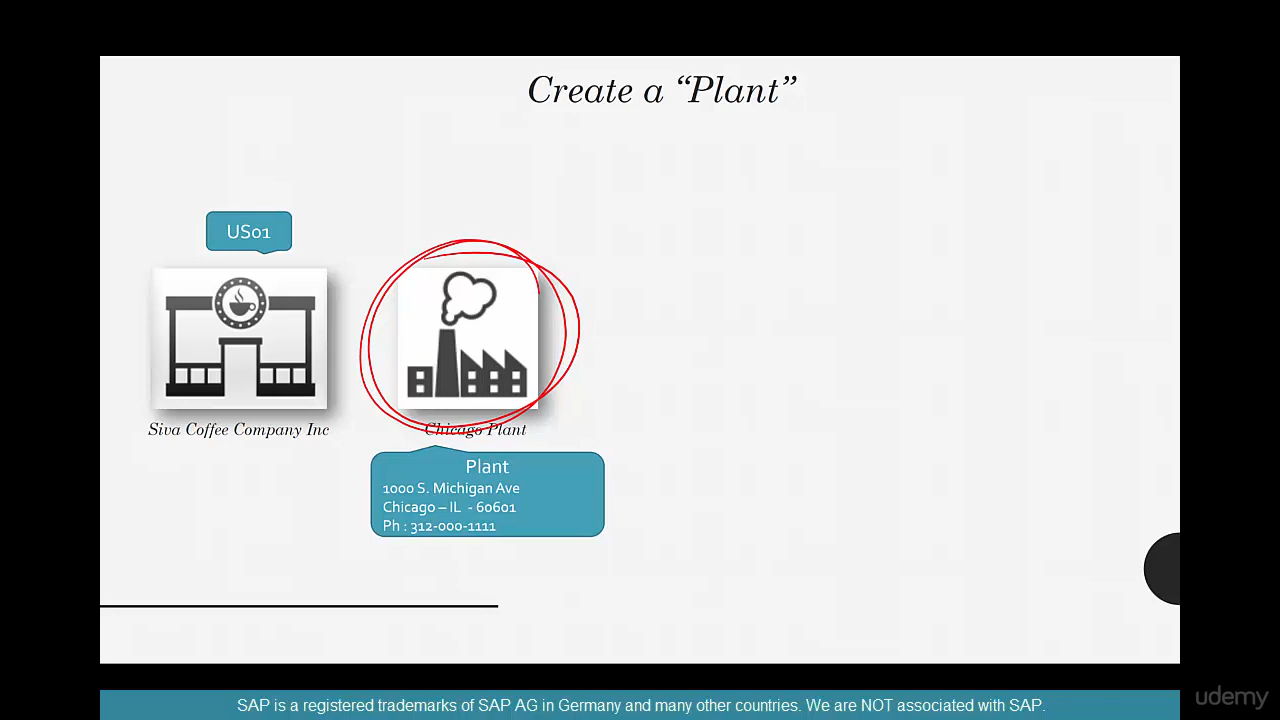 Create a “Plant”
US01
Siva Coffee Company Inc
Chicago Plant
Plant
1000 S. Michigan Ave
Chicago – IL - 60601
Ph : 312-000-1111
SAP is a registered trademarks of SAP AG in Germany and many other countries. We are NOT associated with SAP.
udemy